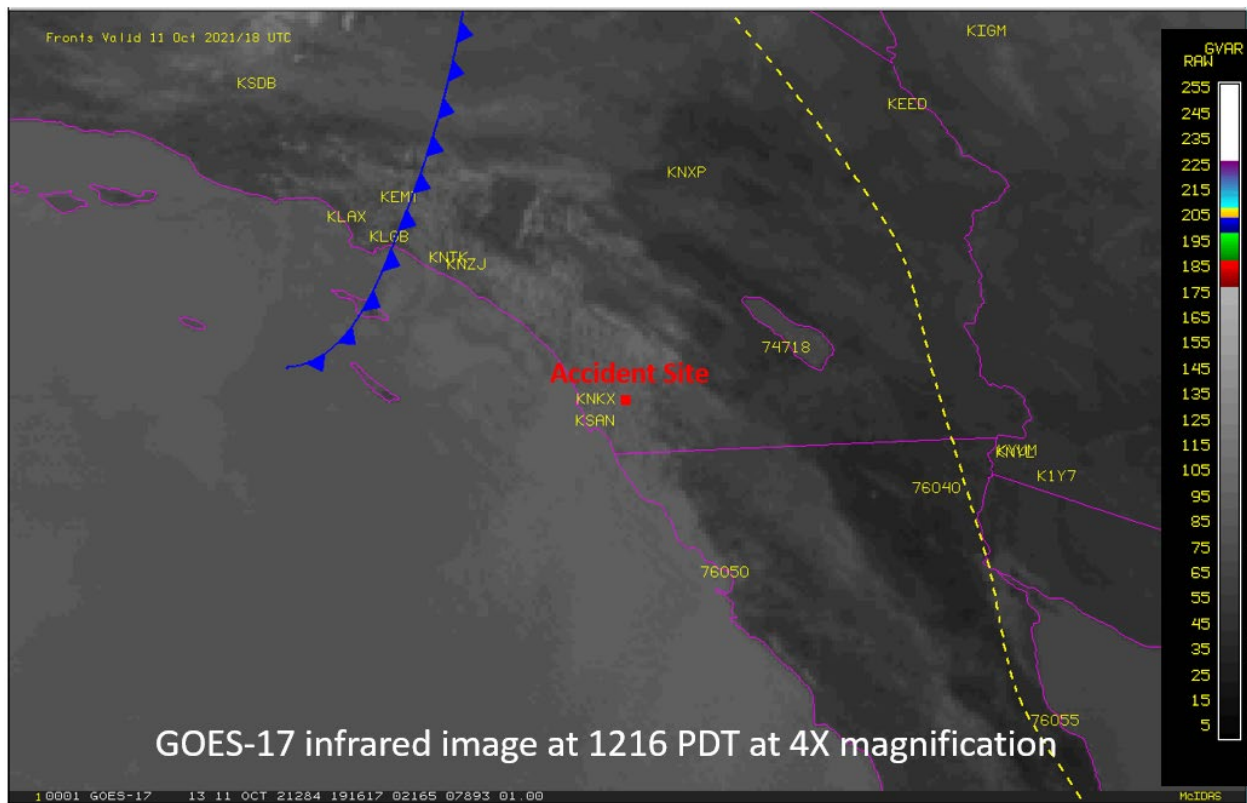 Fronts Valid 11 Oct 2021/18 UTC
KIGM
GVAR
RAW
KSDB
KEED
KNXP
KEMT
KLAX
KLGB
KNTK
KNZJ
74718
Accident Site
KNKX
KSAN
K1Y7
76040
76050
76055
255
245
235
225
215
205
195
185
175
165
155
145
135
125
115
105
95
85
75
65
55
45
35
25
15
5
GOES-17 infrared image at 1216 PDT at 4X magnification
1 0001 GOES-17 13 11 OCT 21284 191617 02165 07893 01.00
McIDAS